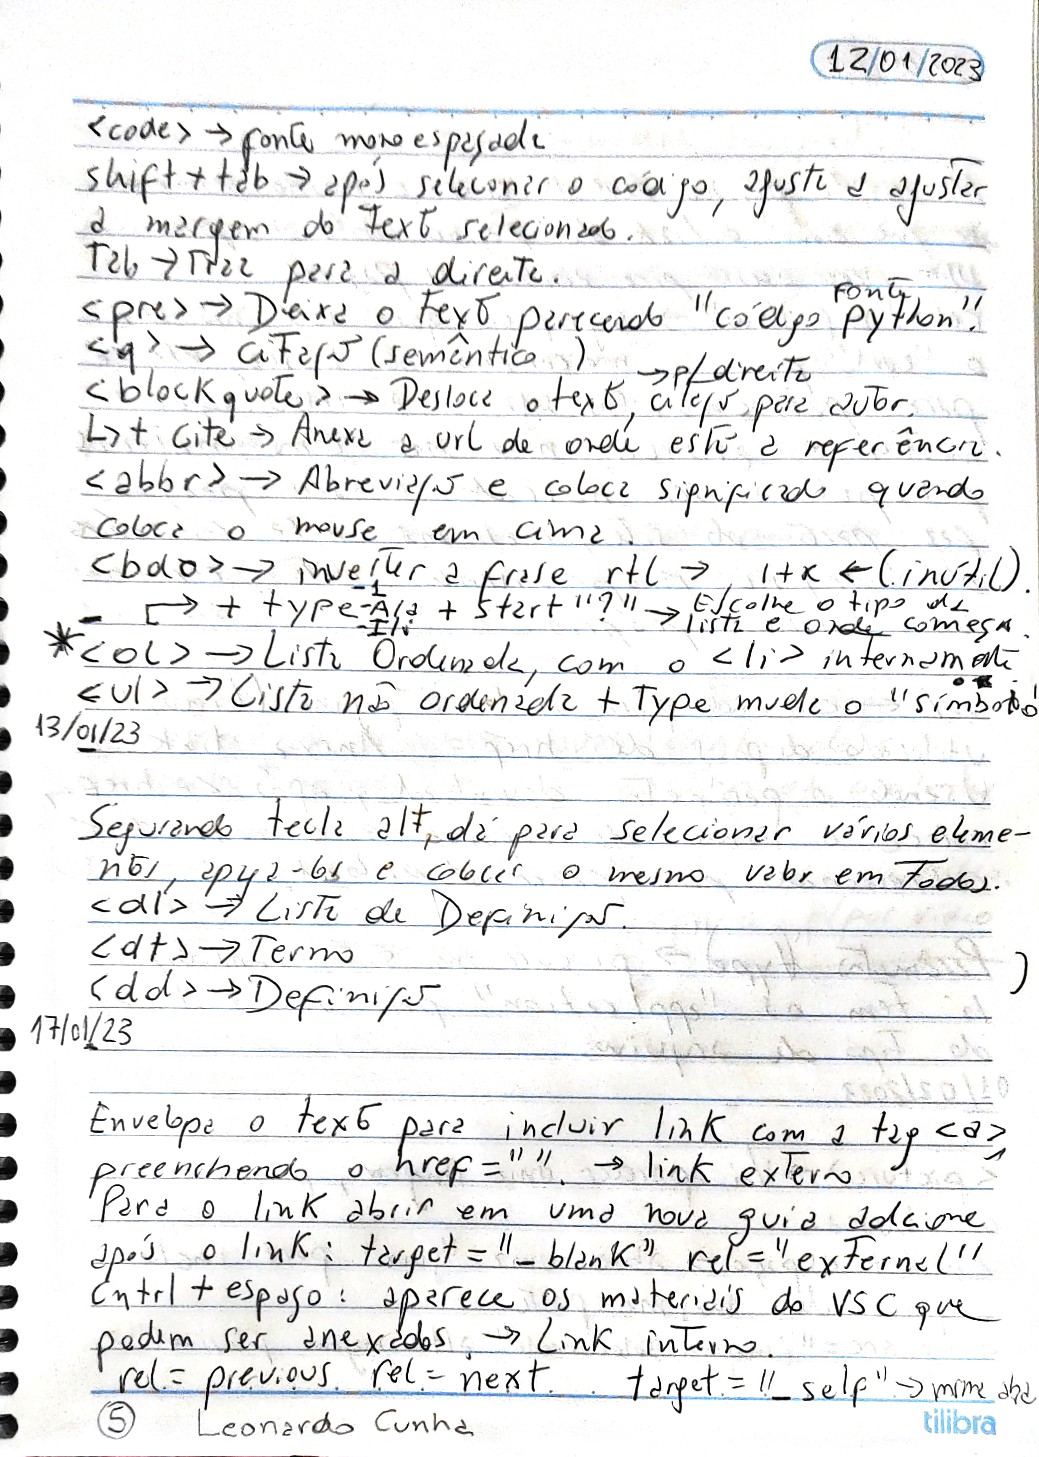 12/01/2023
<code> → fonte monoespaçada
shift + tab → após selecionar o código, ajusta a ajustar
a margem do texto selecionado.
Tab → Traz para a direita.
<pre> → Deixa o texto parecendo "código fonte python".
<q> → citação (semântico )
<blockquote> → Desloca o texto, →p/direita citação, para autor.
↳ + cite → Anexa a url de onde está a referência.
<abbr> → Abreviação e coloca significado quando
coloca o mouse em cima.
<bdo> → inverter a frase rtl → ltr ← (inútil).
- ↱ + type -1 -A/a -I/i + start "?" → Escolhe o tipo da lista e onde começa.
* <ol> → Lista Ordenada, com o <li> internamente
<ul> → Lista não ordenada + Type muda o "símbolo"
13/01/23
Segurando tecla alt, dá para selecionar vários eleme-
ntos, apaga-los e colocar o mesmo valor em Todos.
<dl> → Lista de Definição.
<dt> → Termo
<dd> → Definição
17/01/23
Envelopa o texto para incluir link com a tag <a>,
preenchendo o href="". → link externo
Para o link abrir em uma nova guia adicione
após o link: target="_blank" rel="external"
Cntrl + espaço: aparece os materiais do VSC que
podem ser anexados. → Link interno.
rel = previous. rel = next. target="_self" → mesma aba
5 Leonardo Cunha
tilibra